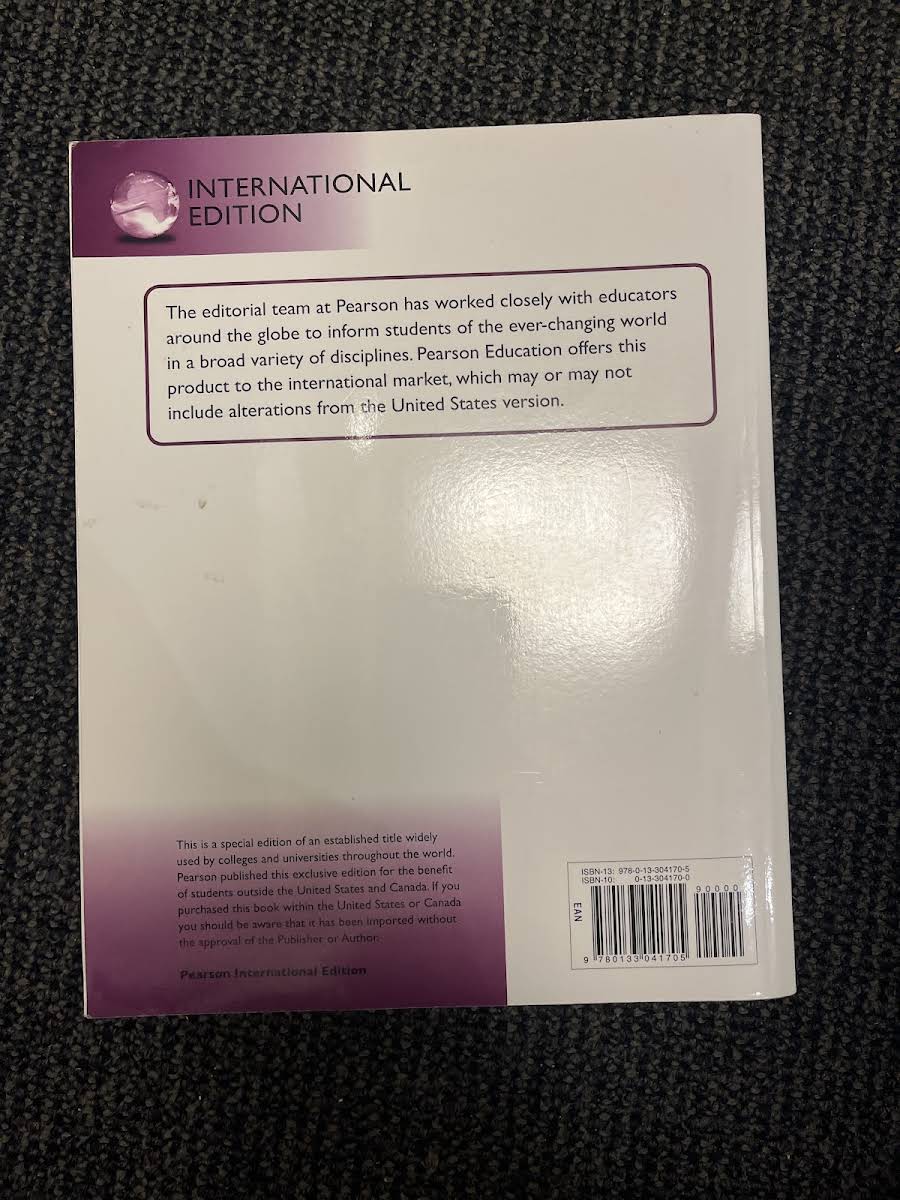 INTERNATIONAL
EDITION
The editorial team at Pearson has worked closely with educators
around the globe to inform students of the ever-changing world
in a broad variety of disciplines. Pearson Education offers this
product to the international market, which may or may not
include alterations from the United States version.
This is a special edition of an established title widely
used by colleges and universities throughout the world.
Pearson published this exclusive edition for the benefit
of students outside the United States and Canada. If you
purchased this book within the United States or Canada
you should be aware that it has been imported without
the approval of the Publisher or Author.
Pearson International Edition
ISBN-13: 978-0-13-304170-5
ISBN-10: 0-13-304170-0
90000
EAN
9 780133 041705